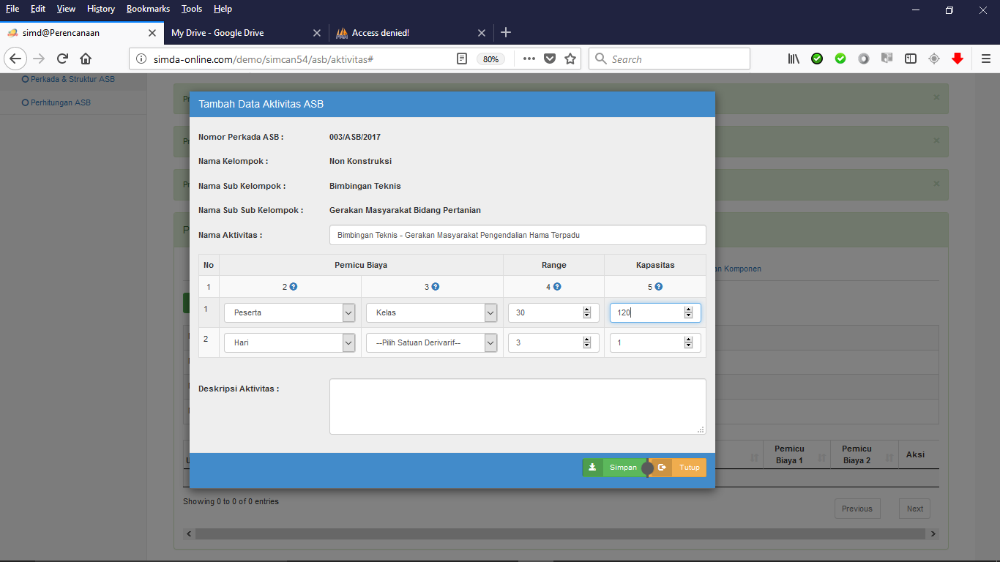 File Edit View History Bookmarks Tools Help
simd@Perencanaan My Drive - Google Drive Access denied!
simda-online.com/demo/simcan54/asb/aktivitas# 80% Search
Perkada & Struktur ASB
Perhitungan ASB
Tambah Data Aktivitas ASB
Nomor Perkada ASB : 003/ASB/2017
Nama Kelompok : Non Konstruksi
Nama Sub Kelompok : Bimbingan Teknis
Nama Sub Sub Kelompok : Gerakan Masyarakat Bidang Pertanian
Nama Aktivitas : Bimbingan Teknis - Gerakan Masyarakat Pengendalian Hama Terpadu
No Pemicu Biaya Range Kapasitas
an Komponen
1 2 3 4 5
1 Peserta Kelas 30 120
2 Hari --Pilih Satuan Derivarif-- 3 1
Deskripsi Aktivitas :
Pemicu Biaya 1 Pemicu Biaya 2 Aksi
Simpan Tutup
Showing 0 to 0 of 0 entries
Previous Next